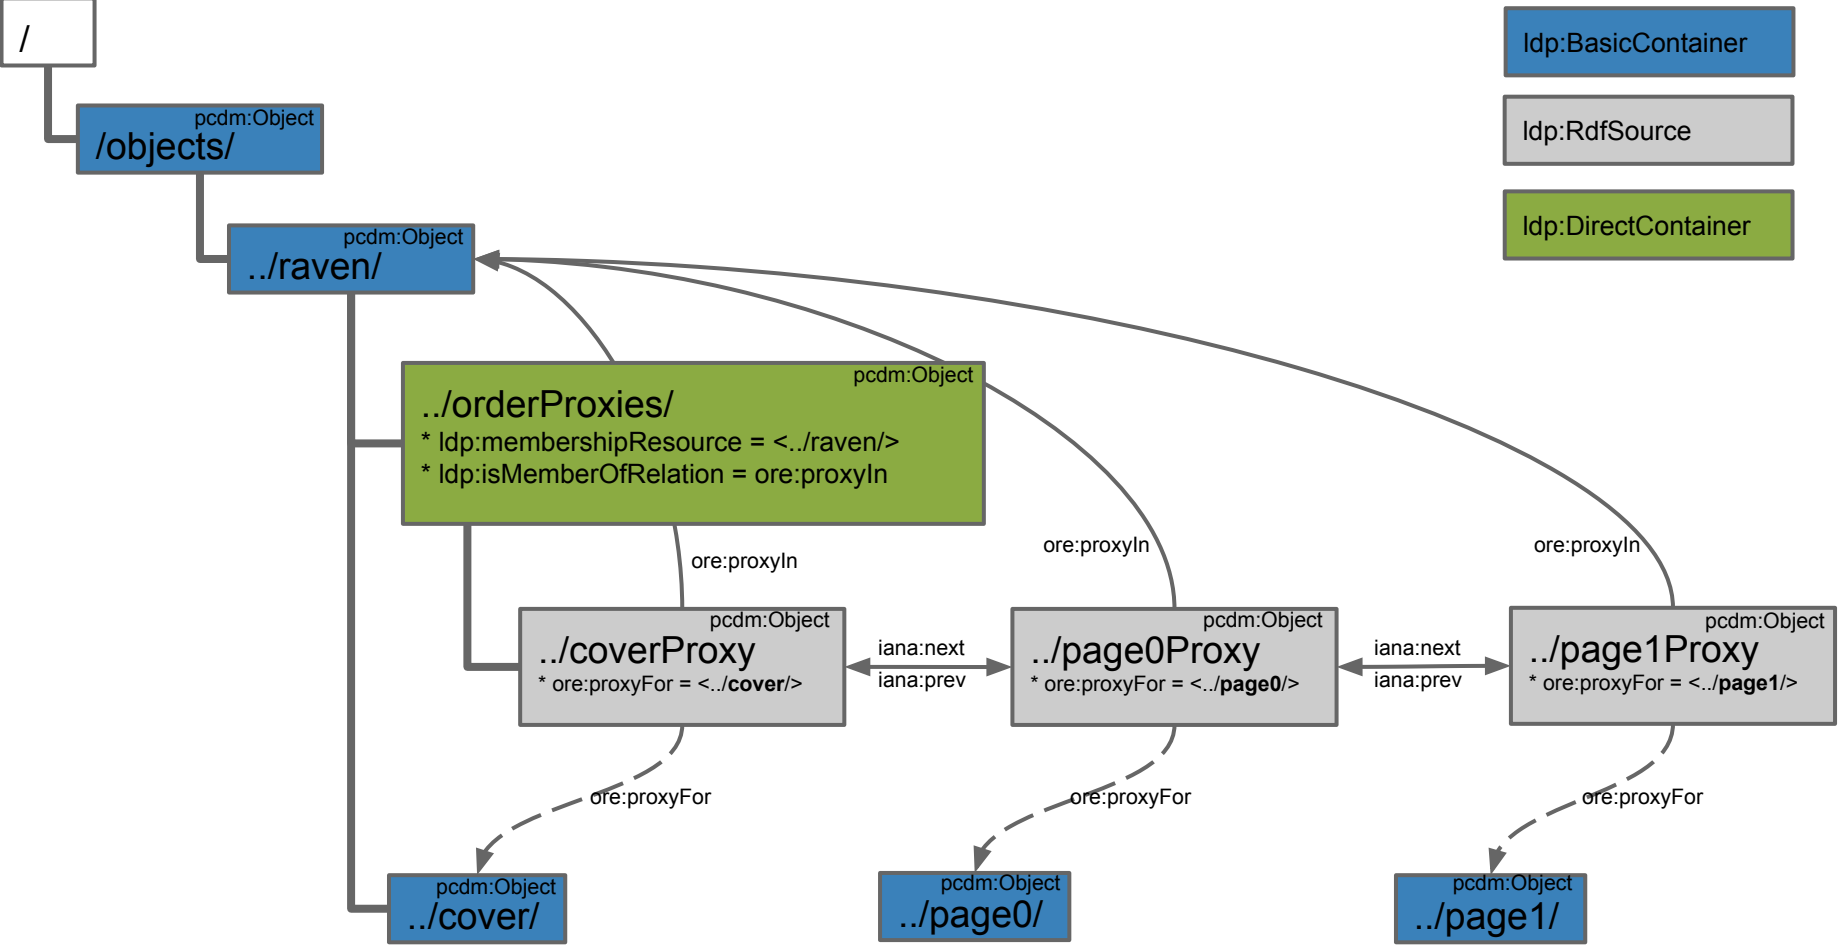 /
ldp:BasicContainer
pcdm:Object
/objects/
ldp:RdfSource
pcdm:Object
../raven/
ldp:DirectContainer
pcdm:Object
../orderProxies/
* ldp:membershipResource = <../raven/>
* ldp:isMemberOfRelation = ore:proxyIn
ore:proxyIn
ore:proxyIn
ore:proxyIn
pcdm:Object
../coverProxy
* ore:proxyFor = <../cover/>
iana:next
iana:prev
pcdm:Object
../page0Proxy
* ore:proxyFor = <../page0/>
iana:next
iana:prev
pcdm:Object
../page1Proxy
* ore:proxyFor = <../page1/>
ore:proxyFor
ore:proxyFor
ore:proxyFor
pcdm:Object
../cover/
pcdm:Object
../page0/
pcdm:Object
../page1/